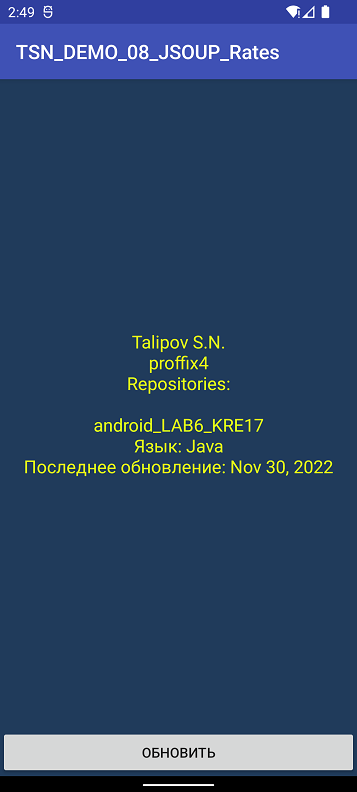 2:49
TSN_DEMO_08_JSOUP_Rates
Talipov S.N.
proffix4
Repositories:
android_LAB6_KRE17
Язык: Java
Последнее обновление: Nov 30, 2022
ОБНОВИТЬ